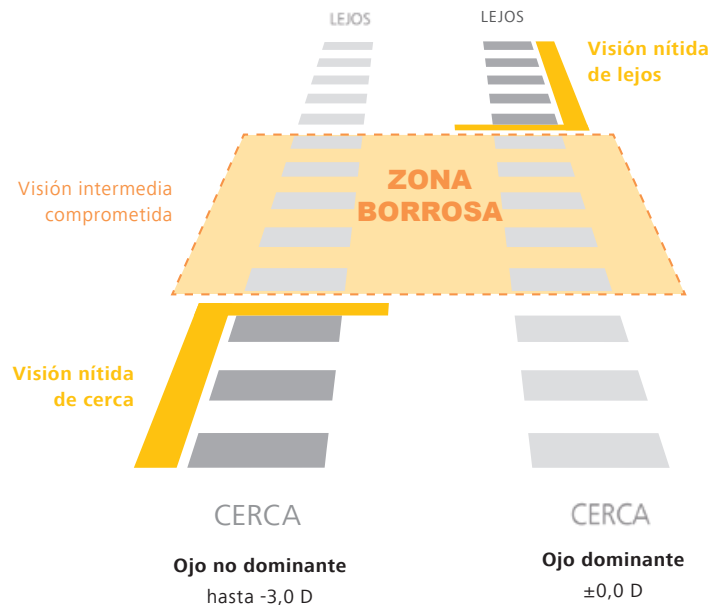 LEJOS
LEJOS
Visión nítida
de lejos
Visión intermedia
comprometida
ZONA
BORROSA
Visión nítida
de cerca
CERCA
CERCA
Ojo no dominante
hasta -3,0 D
Ojo dominante
±0,0 D